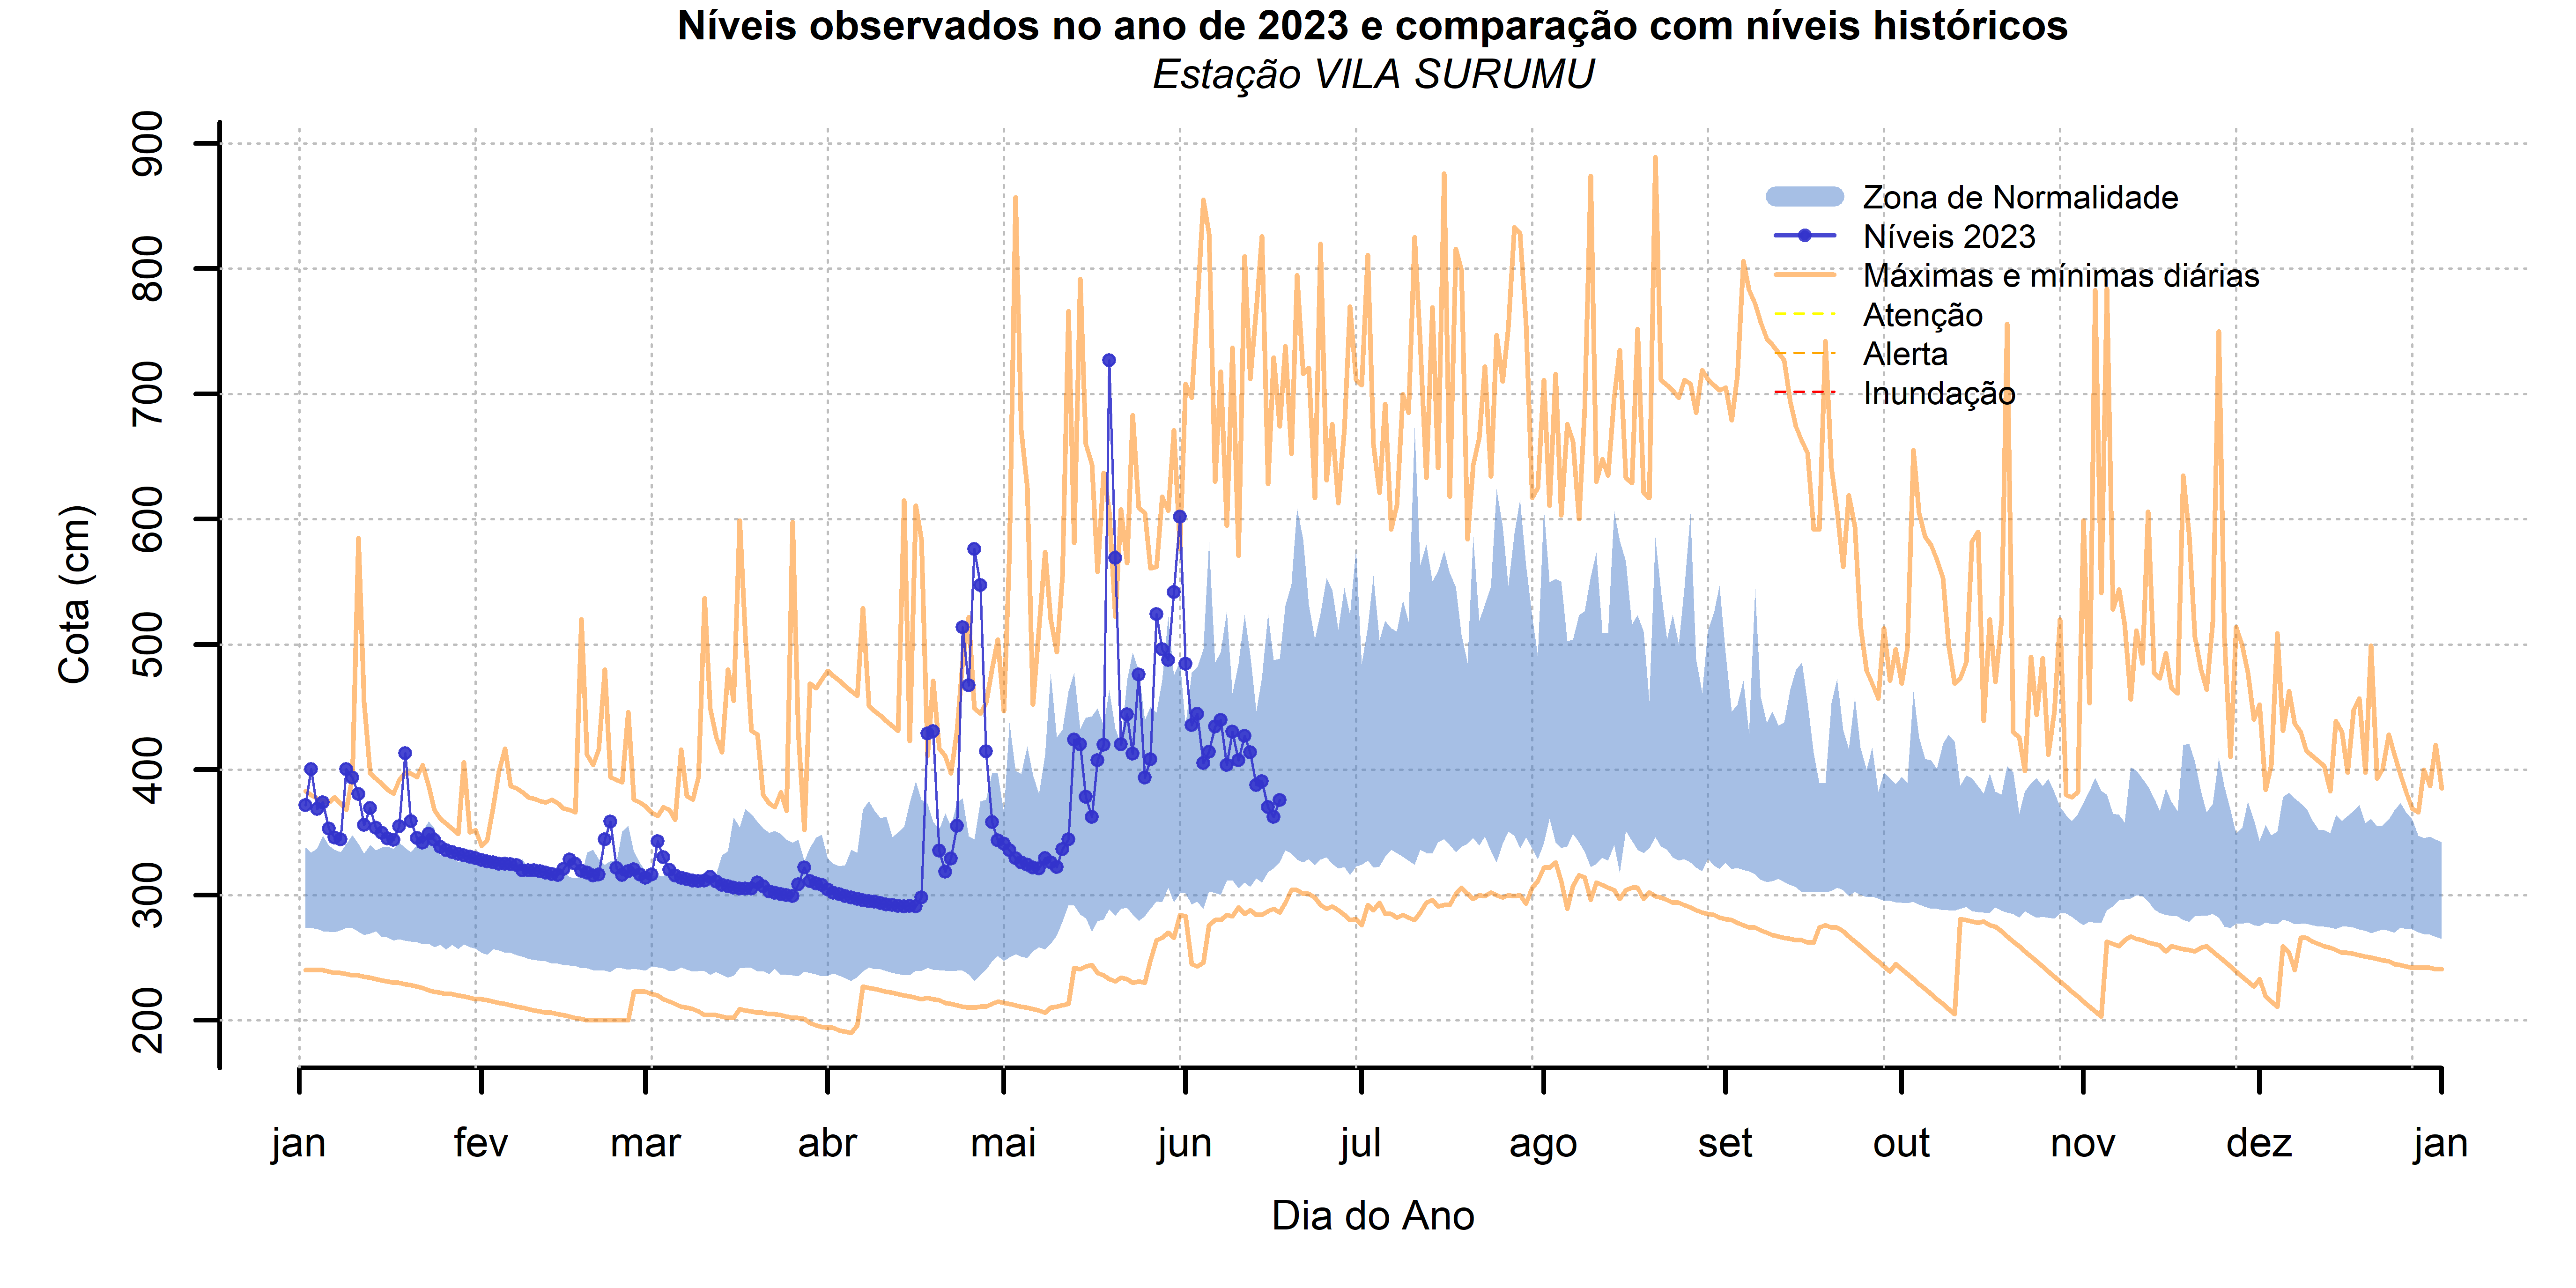 Níveis observados no ano de 2023 e comparação com níveis históricos
Estação VILA SURUMU
900
800
700
600
500
400
300
200
Cota (cm)
Zona de Normalidade
Níveis 2023
Máximas e mínimas diárias
Atenção
Alerta
Inundação
jan fev mar abr mai jun jul ago set out nov dez jan
Dia do Ano